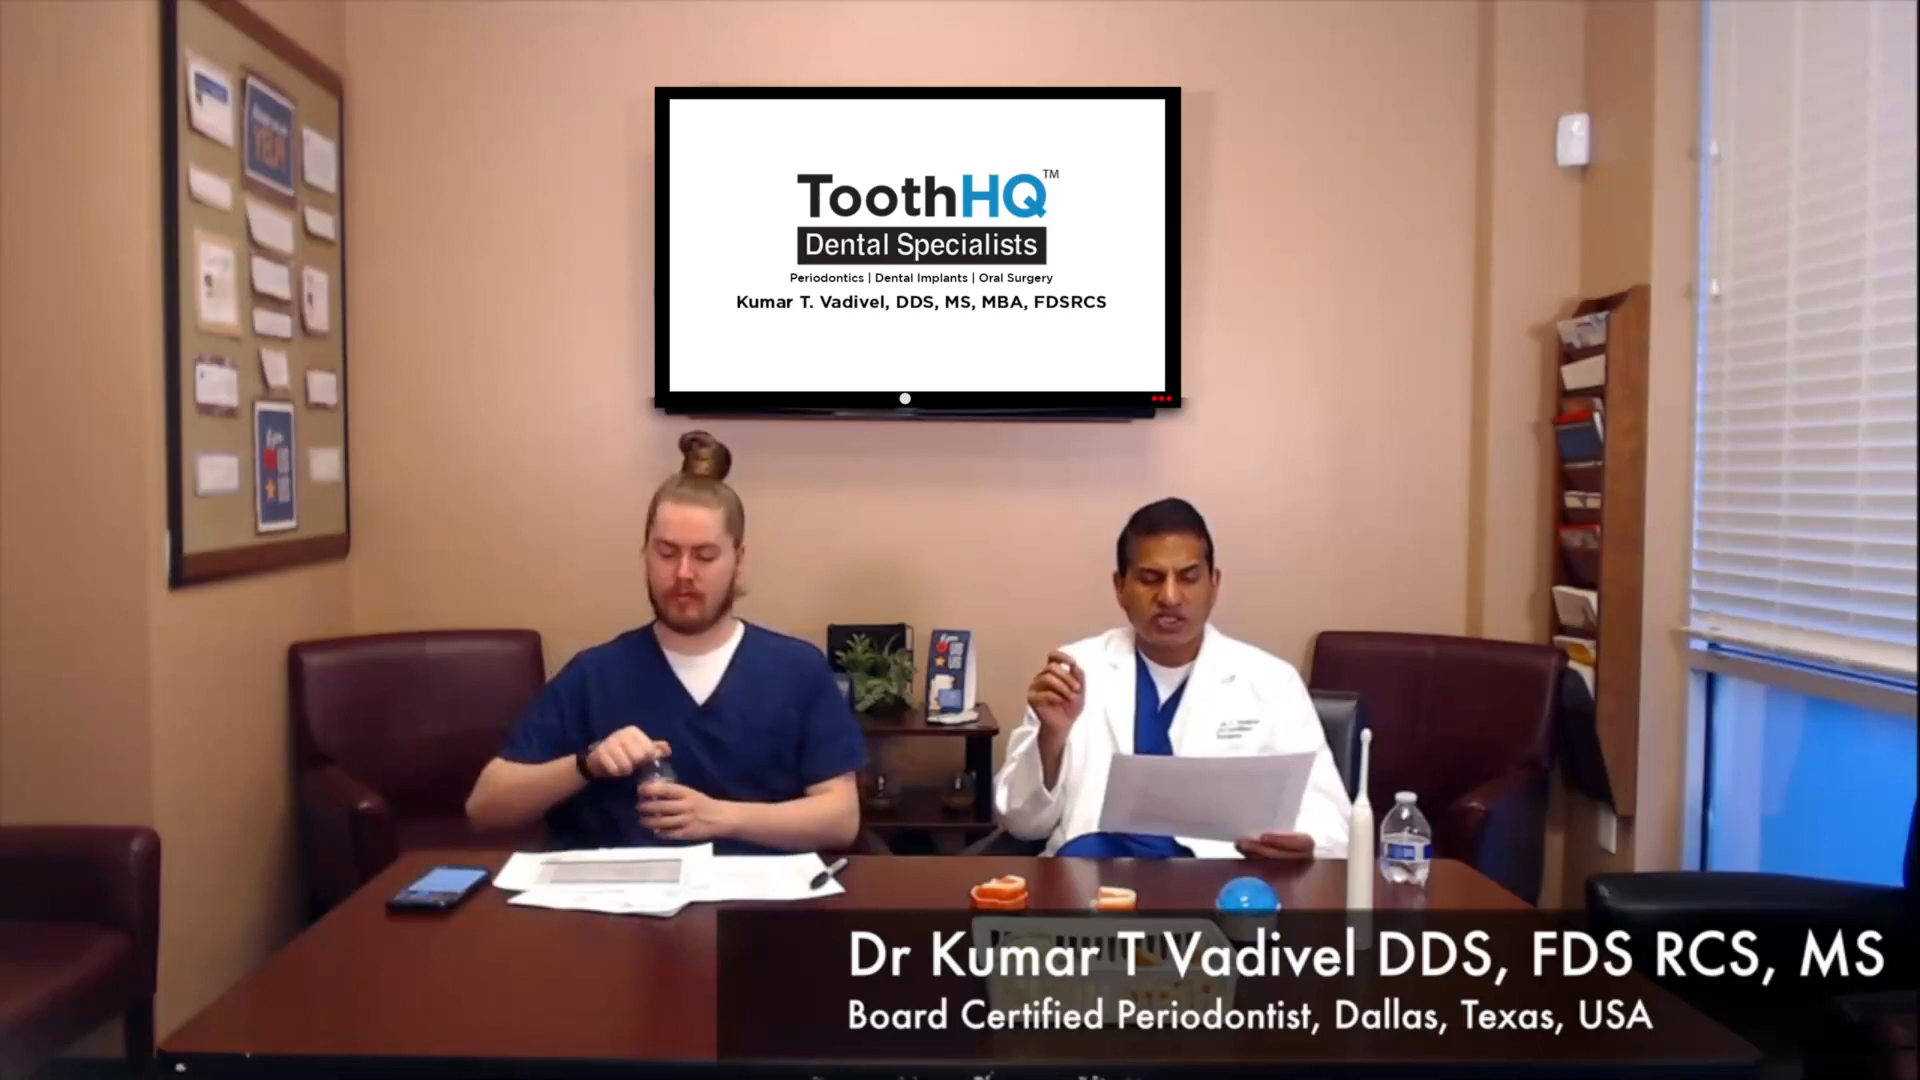 ToothHQ™
Dental Specialists
Periodontics | Dental Implants | Oral Surgery
Kumar T. Vadivel, DDS, MS, MBA, FDSRCS
Dr Kumar T Vadivel DDS, FDS RCS, MS
Board Certified Periodontist, Dallas, Texas, USA